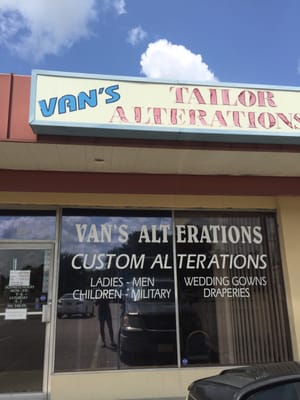 VAN'S TAILOR
ALTERATIONS
VAN'S ALTERATIONS
CUSTOM ALTERATIONS
LADIES - MEN WEDDING GOWNS
CHILDREN - MILITARY DRAPERIES